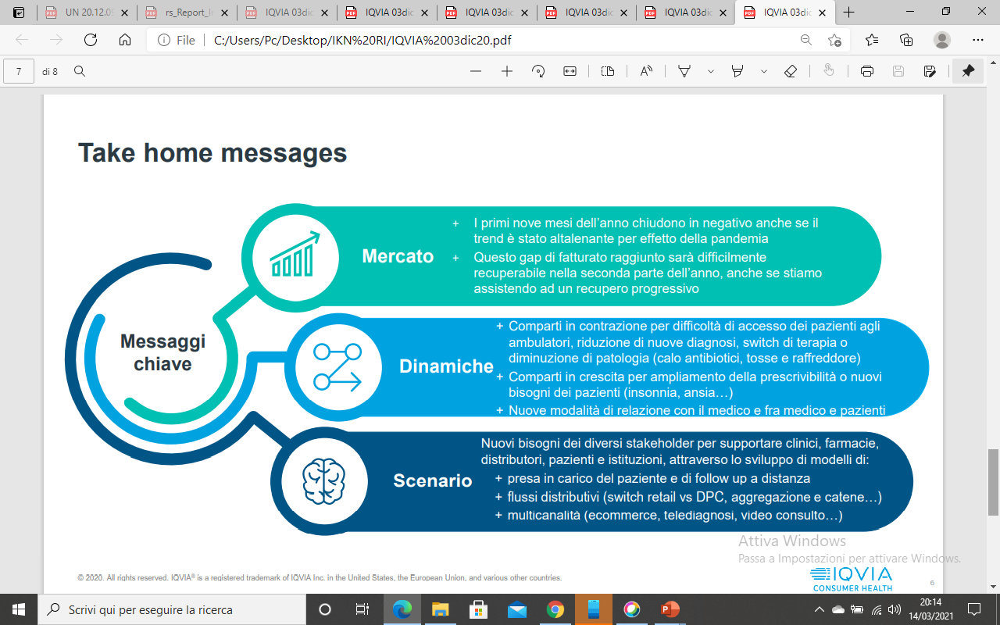 UN 20.12.09
rs_Report_In
IQVIA 03dic
IQVIA 03dic
IQVIA 03dic
IQVIA 03dic
IQVIA 03dic
IQVIA 03dic
File
C:/Users/Pc/Desktop/IKN%20RI/IQVIA%2003dic20.pdf
7
di 8
Take home messages
Messaggi
chiave
Mercato
+ I primi nove mesi dell'anno chiudono in negativo anche se il
trend è stato altalenante per effetto della pandemia
+ Questo gap di fatturato raggiunto sarà difficilmente
recuperabile nella seconda parte dell'anno, anche se stiamo
assistendo ad un recupero progressivo
Dinamiche
+ Comparti in contrazione per difficoltà di accesso dei pazienti agli
ambulatori, riduzione di nuove diagnosi, switch di terapia o
diminuzione di patologia (calo antibiotici, tosse e raffreddore)
+ Comparti in crescita per ampliamento della prescrivibilità o nuovi
bisogni dei pazienti (insonnia, ansia…)
+ Nuove modalità di relazione con il medico e fra medico e pazienti
Scenario
Nuovi bisogni dei diversi stakeholder per supportare clinici, farmacie,
distributori, pazienti e istituzioni, attraverso lo sviluppo di modelli di:
+ presa in carico del paziente e di follow up a distanza
+ flussi distributivi (switch retail vs DPC, aggregazione e catene…)
+ multicanalità (ecommerce, telediagnosi, video consulto…)
Attiva Windows
Passa a Impostazioni per attivare Windows.
© 2020. All rights reserved. IQVIA® is a registered trademark of IQVIA Inc. in the United States, the European Union, and various other countries.
IQVIA
CONSUMER HEALTH
6
Scrivi qui per eseguire la ricerca
20:14
14/03/2021